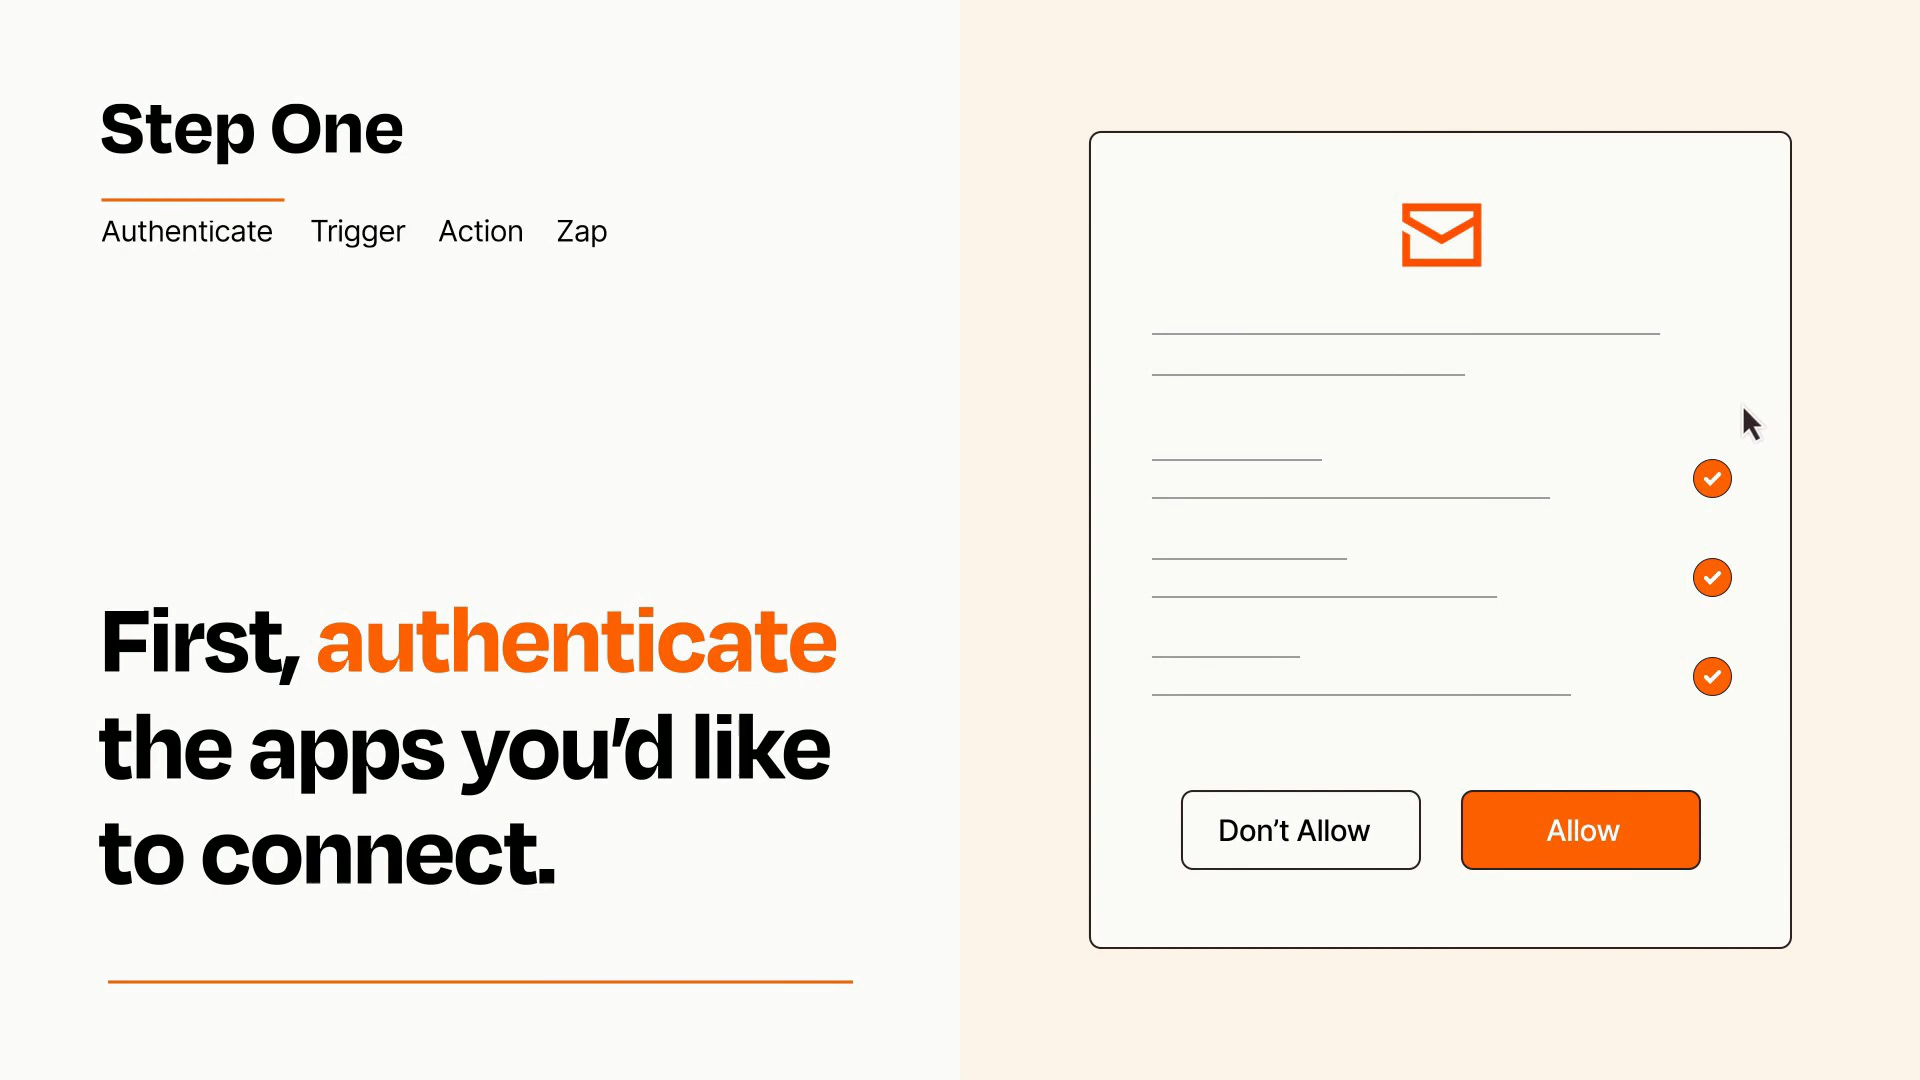 Step One
Authenticate Trigger Action Zap
First, authenticate
the apps you’d like
to connect.
Don’t Allow
Allow